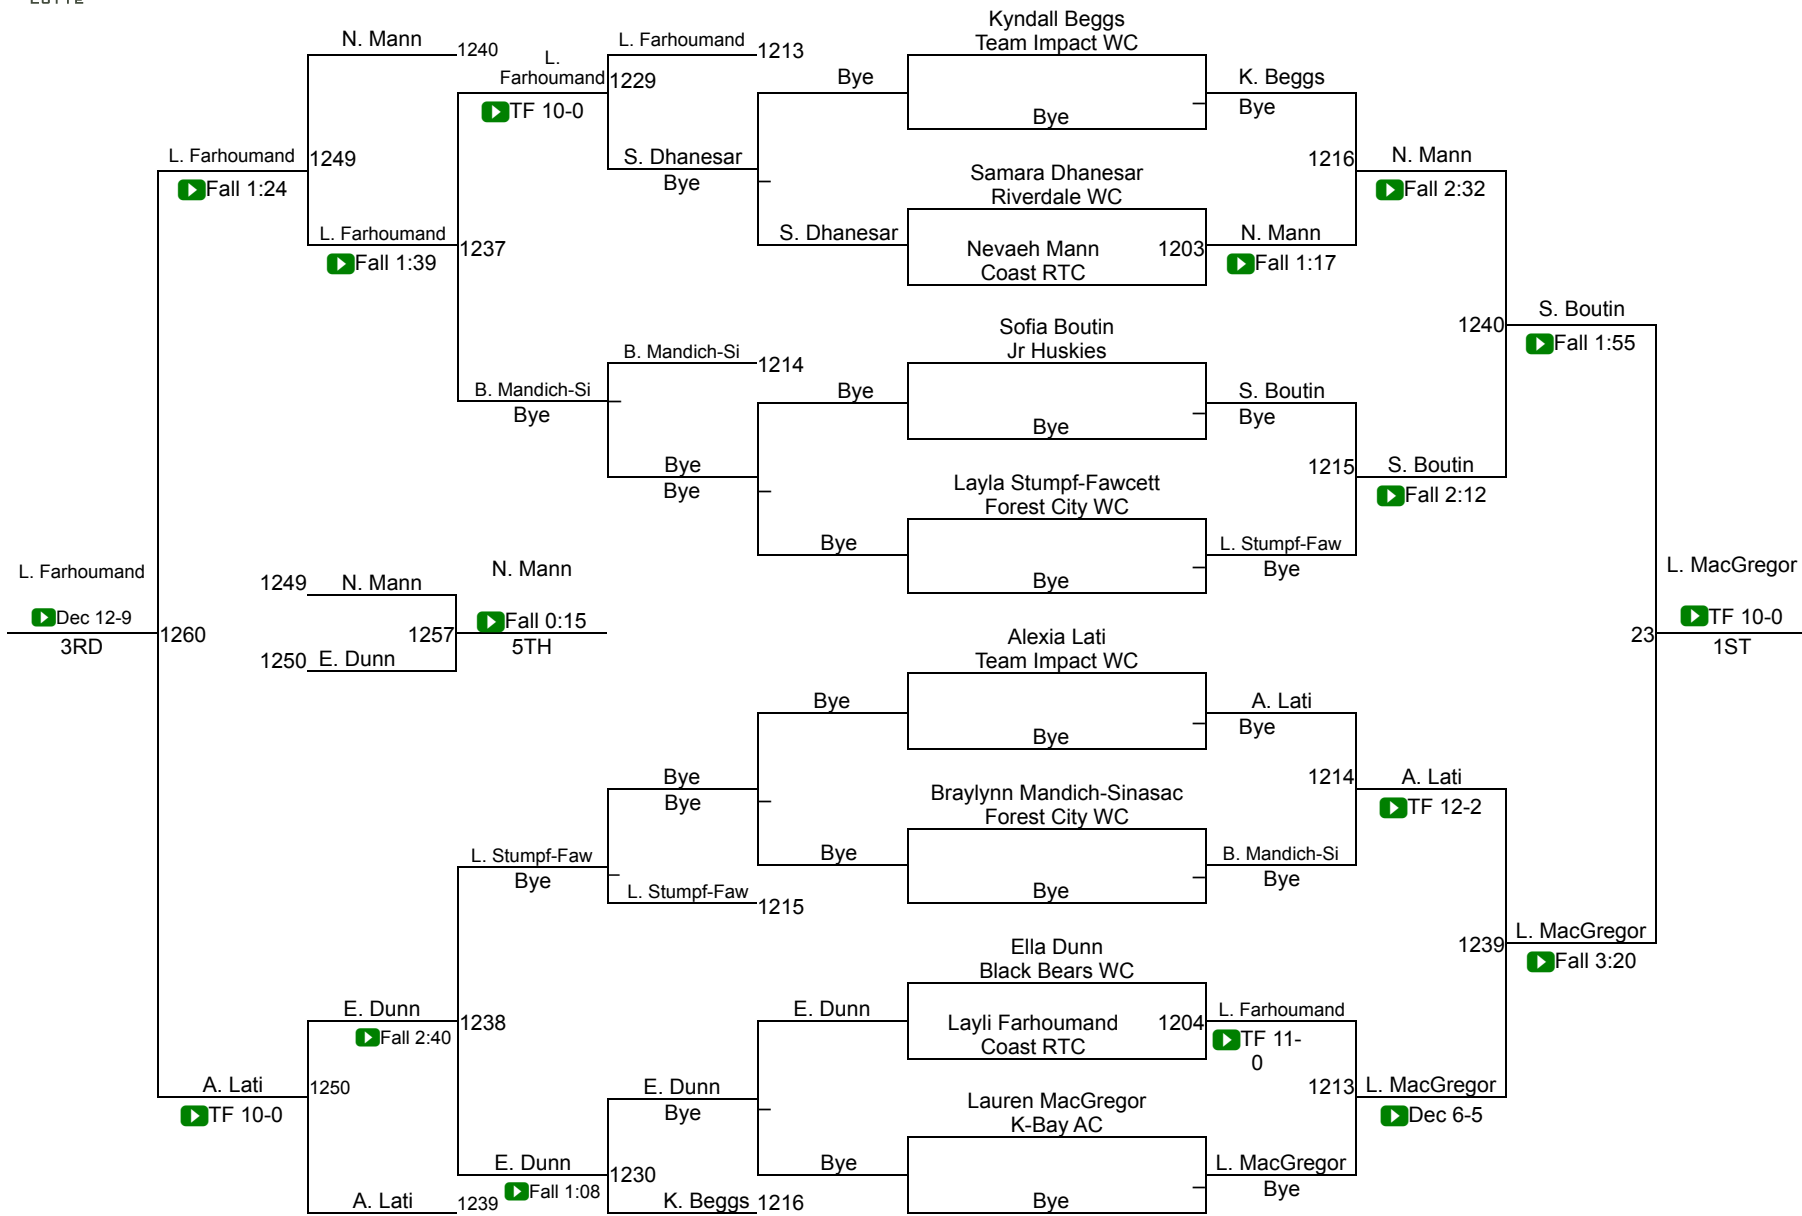 Kyndall Beggs
Team Impact WC
N. Mann
1240
L. Farhoumand
1213
L.
Farhoumand
1229
Bye
K. Beggs
TF 10-0
Bye
Bye
L. Farhoumand
1249
S. Dhanesar
1216
N. Mann
Fall 1:24
Bye
Samara Dhanesar
Riverdale WC
Fall 2:32
L. Farhoumand
1237
S. Dhanesar
Nevaeh Mann
Coast RTC
1203
N. Mann
Fall 1:39
Fall 1:17
Sofia Boutin
Jr Huskies
1240
S. Boutin
Fall 1:55
B. Mandich-Si
1214
B. Mandich-Si
Bye
Bye
S. Boutin
Bye
Bye
Bye
Bye
1215
S. Boutin
Fall 2:12
Layla Stumpf-Fawcett
Forest City WC
Bye
L. Stumpf-Faw
Bye
Bye
L. Farhoumand
Dec 12-9
3RD
1260
1249
N. Mann
N. Mann
1257
Fall 0:15
5TH
1250
E. Dunn
L. MacGregor
23
TF 10-0
1ST
Alexia Lati
Team Impact WC
Bye
A. Lati
Bye
Bye
Bye
Bye
1214
A. Lati
TF 12-2
Braylynn Mandich-Sinasac
Forest City WC
L. Stumpf-Faw
Bye
Bye
B. Mandich-Si
Bye
Bye
L. Stumpf-Faw
1215
1239
L. MacGregor
Fall 3:20
Ella Dunn
Black Bears WC
E. Dunn
1238
E. Dunn
Layli Farhoumand
Coast RTC
1204
L. Farhoumand
Fall 2:40
TF 11-
0
A. Lati
1250
E. Dunn
1213
L. MacGregor
TF 10-0
Bye
Lauren MacGregor
K-Bay AC
Dec 6-5
E. Dunn
1230
Bye
L. MacGregor
Fall 1:08
Bye
Bye
A. Lati
1239
K. Beggs
1216